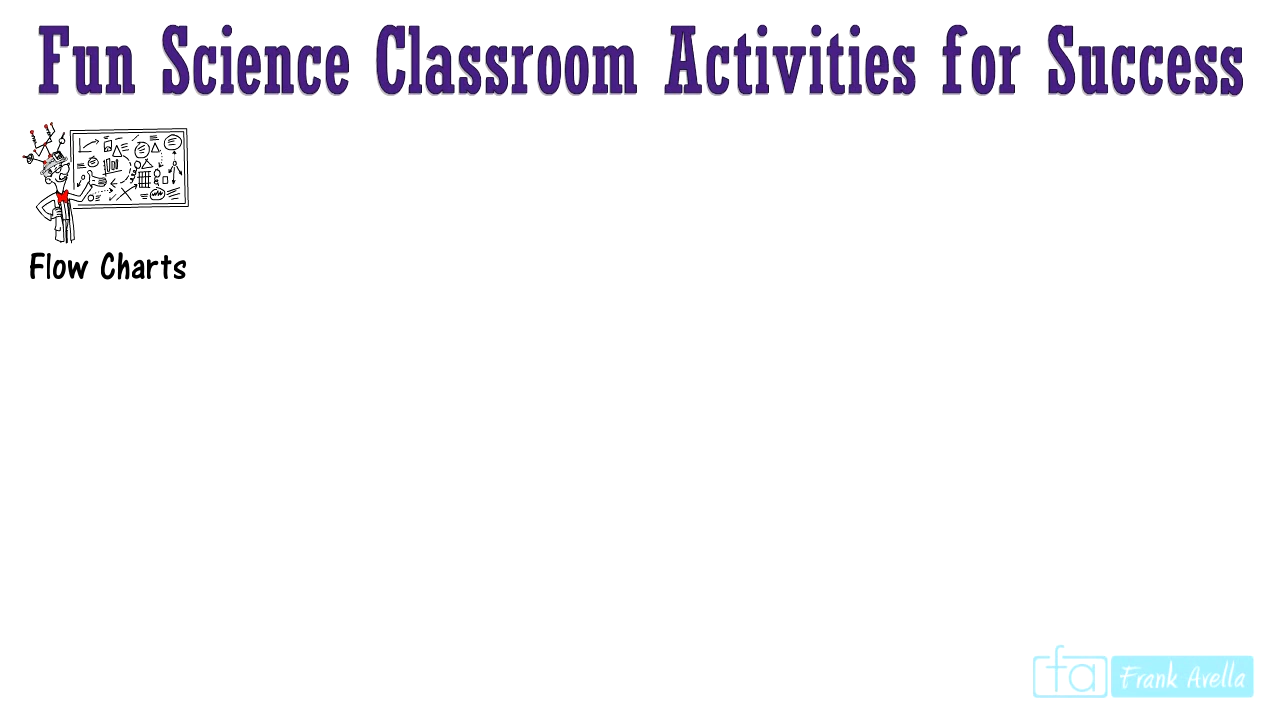 Fun Science Classroom Activities for Success
Flow Charts
fa Frank Avella